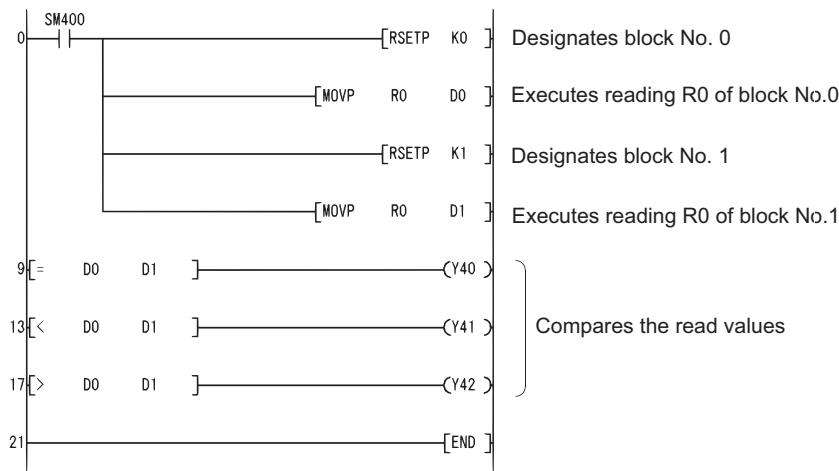 SM400
0 [RSETP K0 ] Designates block No. 0
[MOVP R0 D0 ] Executes reading R0 of block No.0
[RSETP K1 ] Designates block No. 1
[MOVP R0 D1 ] Executes reading R0 of block No.1
9 [= D0 D1 ] (Y40 )
13 [< D0 D1 ] (Y41 ) Compares the read values
17 [> D0 D1 ] (Y42 )
21 [END ]